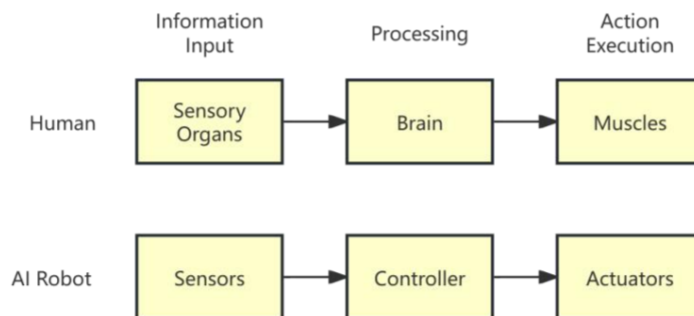 Information
Input
Processing
Action
Execution
Human
Sensory
Organs
Brain
Muscles
AI Robot
Sensors
Controller
Actuators